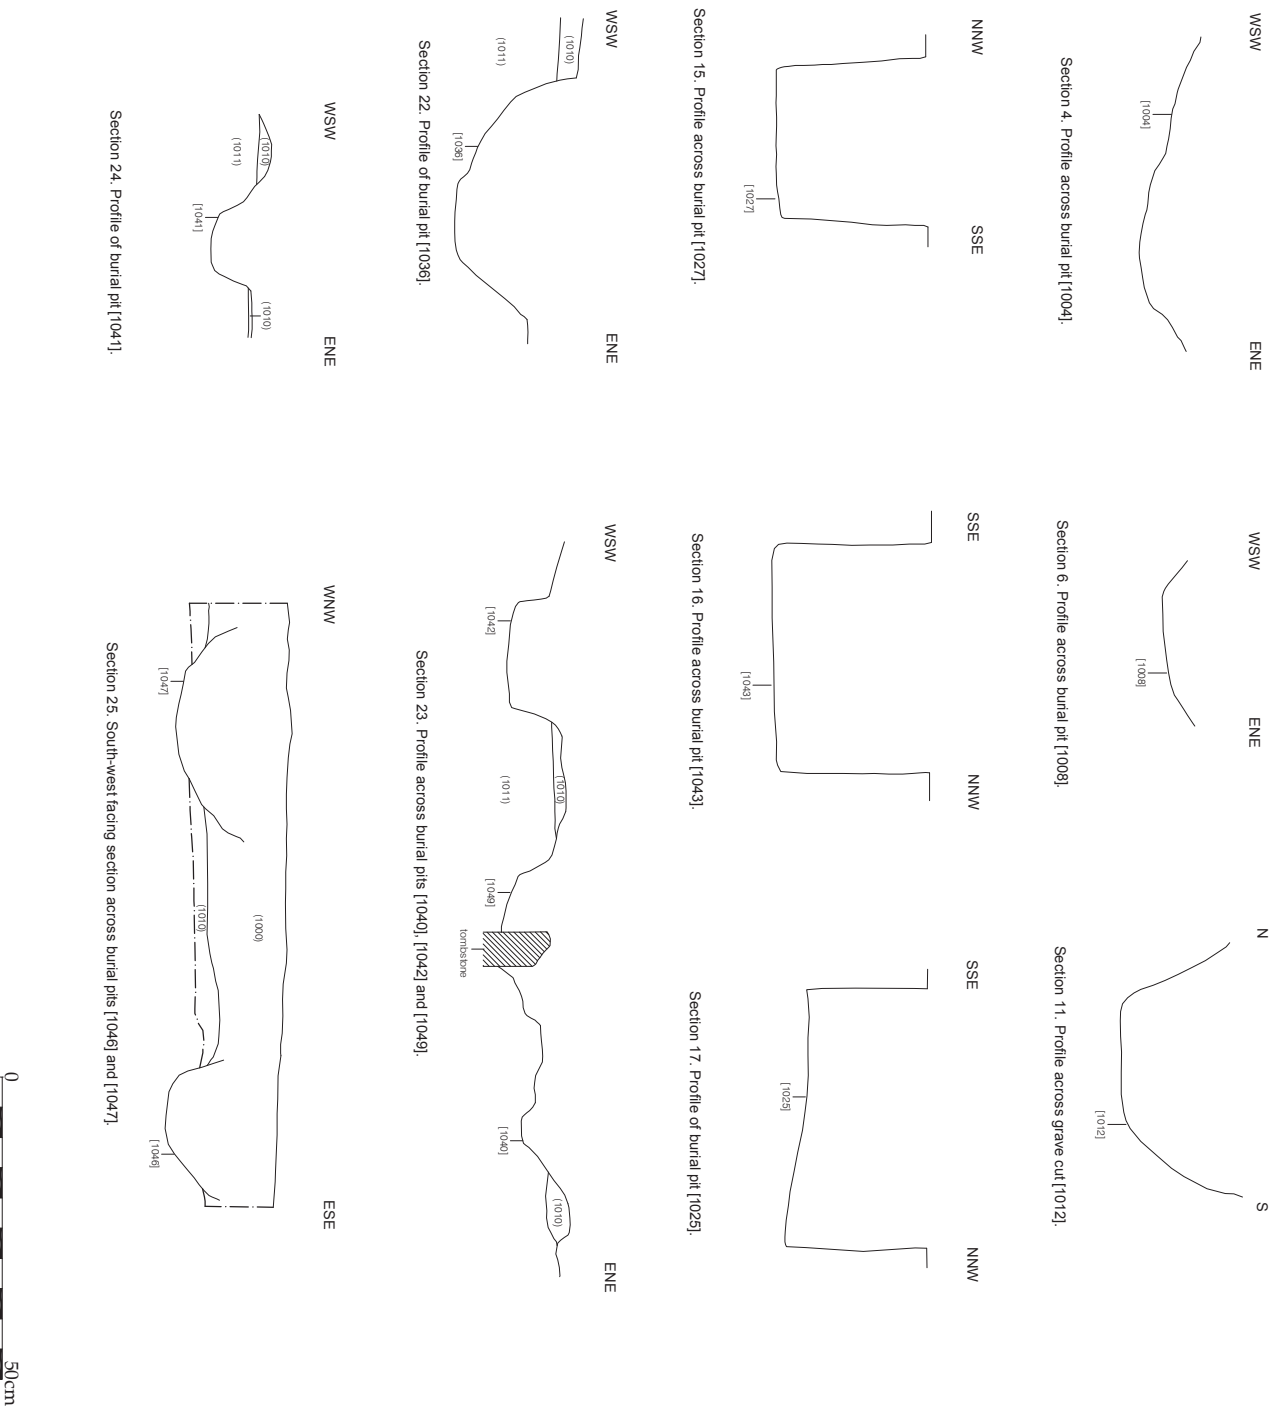 WSW
ENE
[1004]
Section 4. Profile across burial pit [1004].
WSW
ENE
[1008]
Section 6. Profile across burial pit [1008].
N
S
[1012]
Section 11. Profile across grave cut [1012].
NNW
SSE
[1027]
Section 15. Profile across burial pit [1027].
SSE
NNW
[1043]
Section 16. Profile across burial pit [1043].
SSE
NNW
[1025]
Section 17. Profile of burial pit [1025].
WSW
ENE
(1010)
(1011)
[1036]
Section 22. Profile of burial pit [1036].
WSW
ENE
[1042]
(1010)
(1011)
[1049]
tombstone
[1040]
(1010)
Section 23. Profile across burial pits [1040], [1042] and [1049].
WSW
ENE
(1010)
(1011)
[1041]
(1010)
Section 24. Profile of burial pit [1041].
WNW
ESE
(1000)
(1010)
[1047]
[1046]
Section 25. South-west facing section across burial pits [1046] and [1047].
0
50cm